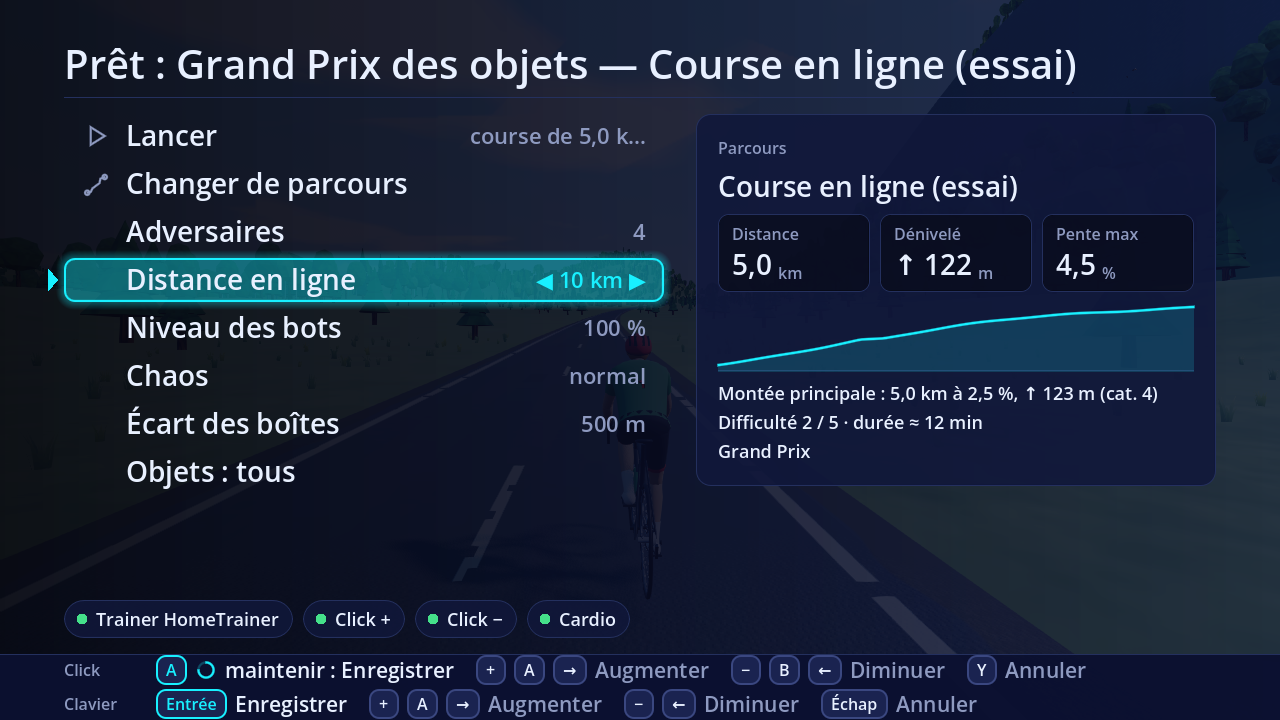 Prêt : Grand Prix des objets — Course en ligne (essai)
Lancer course de 5,0 k...
Changer de parcours
Adversaires 4
Distance en ligne ◀ 10 km ▶
Niveau des bots 100 %
Chaos normal
Écart des boîtes 500 m
Objets : tous
Parcours
Course en ligne (essai)
Distance Dénivelé Pente max
5,0 km ↑ 122 m 4,5 %
Montée principale : 5,0 km à 2,5 %, ↑ 123 m (cat. 4)
Difficulté 2 / 5 · durée ≈ 12 min
Grand Prix
Trainer HomeTrainer Click + Click − Cardio
Click A maintenir : Enregistrer + A → Augmenter − B ← Diminuer Y Annuler
Clavier Entrée Enregistrer + A → Augmenter − ← Diminuer Échap Annuler